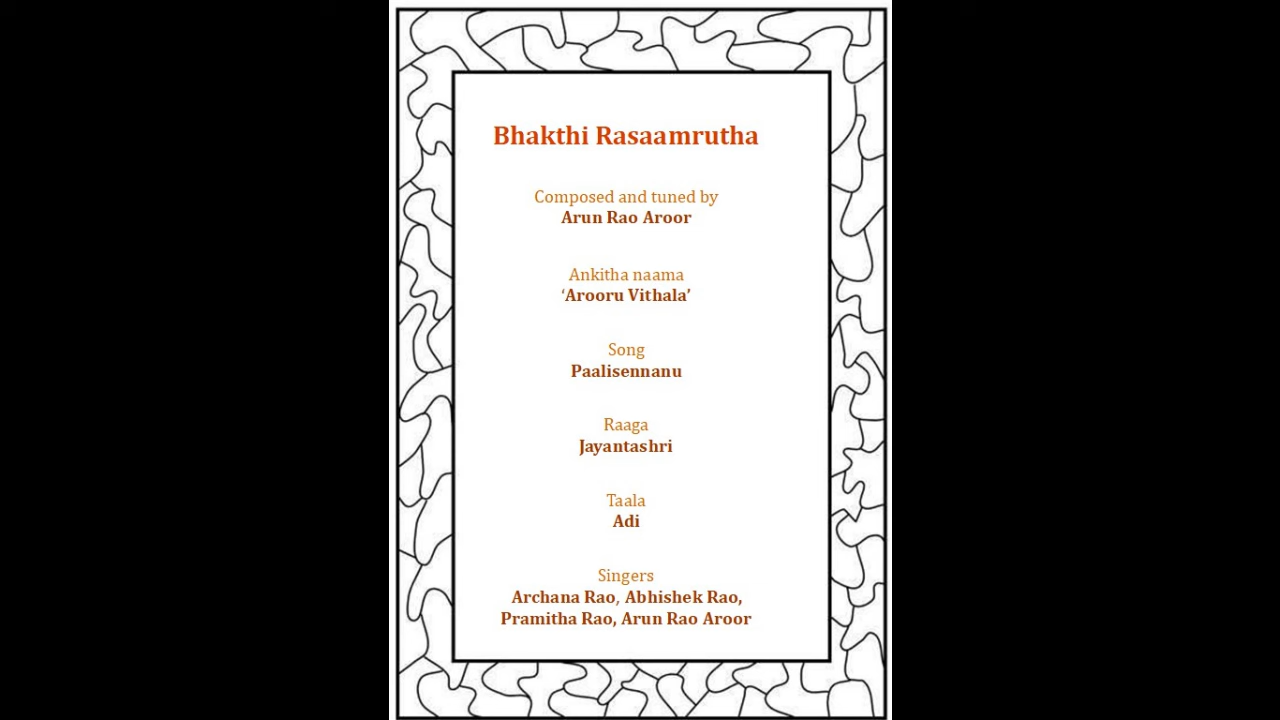 Bhakthi Rasaamrutha
Composed and tuned by
Arun Rao Aroor
Ankitha naama
‘Arooru Vithala’
Song
Paalisennanu
Raaga
Jayantashri
Taala
Adi
Singers
Archana Rao, Abhishek Rao,
Pramitha Rao, Arun Rao Aroor